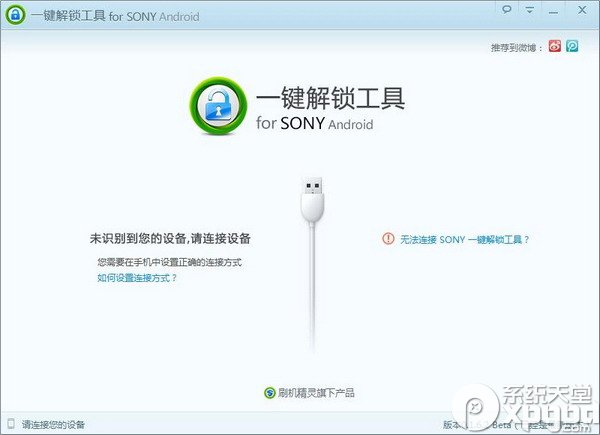 一键解锁工具 for SONY Android
推荐到微博：
一键解锁工具
for SONY Android
未识别到您的设备,请连接设备
您需要在手机中设置正确的连接方式
如何设置连接方式？
无法连接 SONY 一键解锁工具？
刷机精灵旗下产品
系统天堂
请连接您的设备
版本
Beta